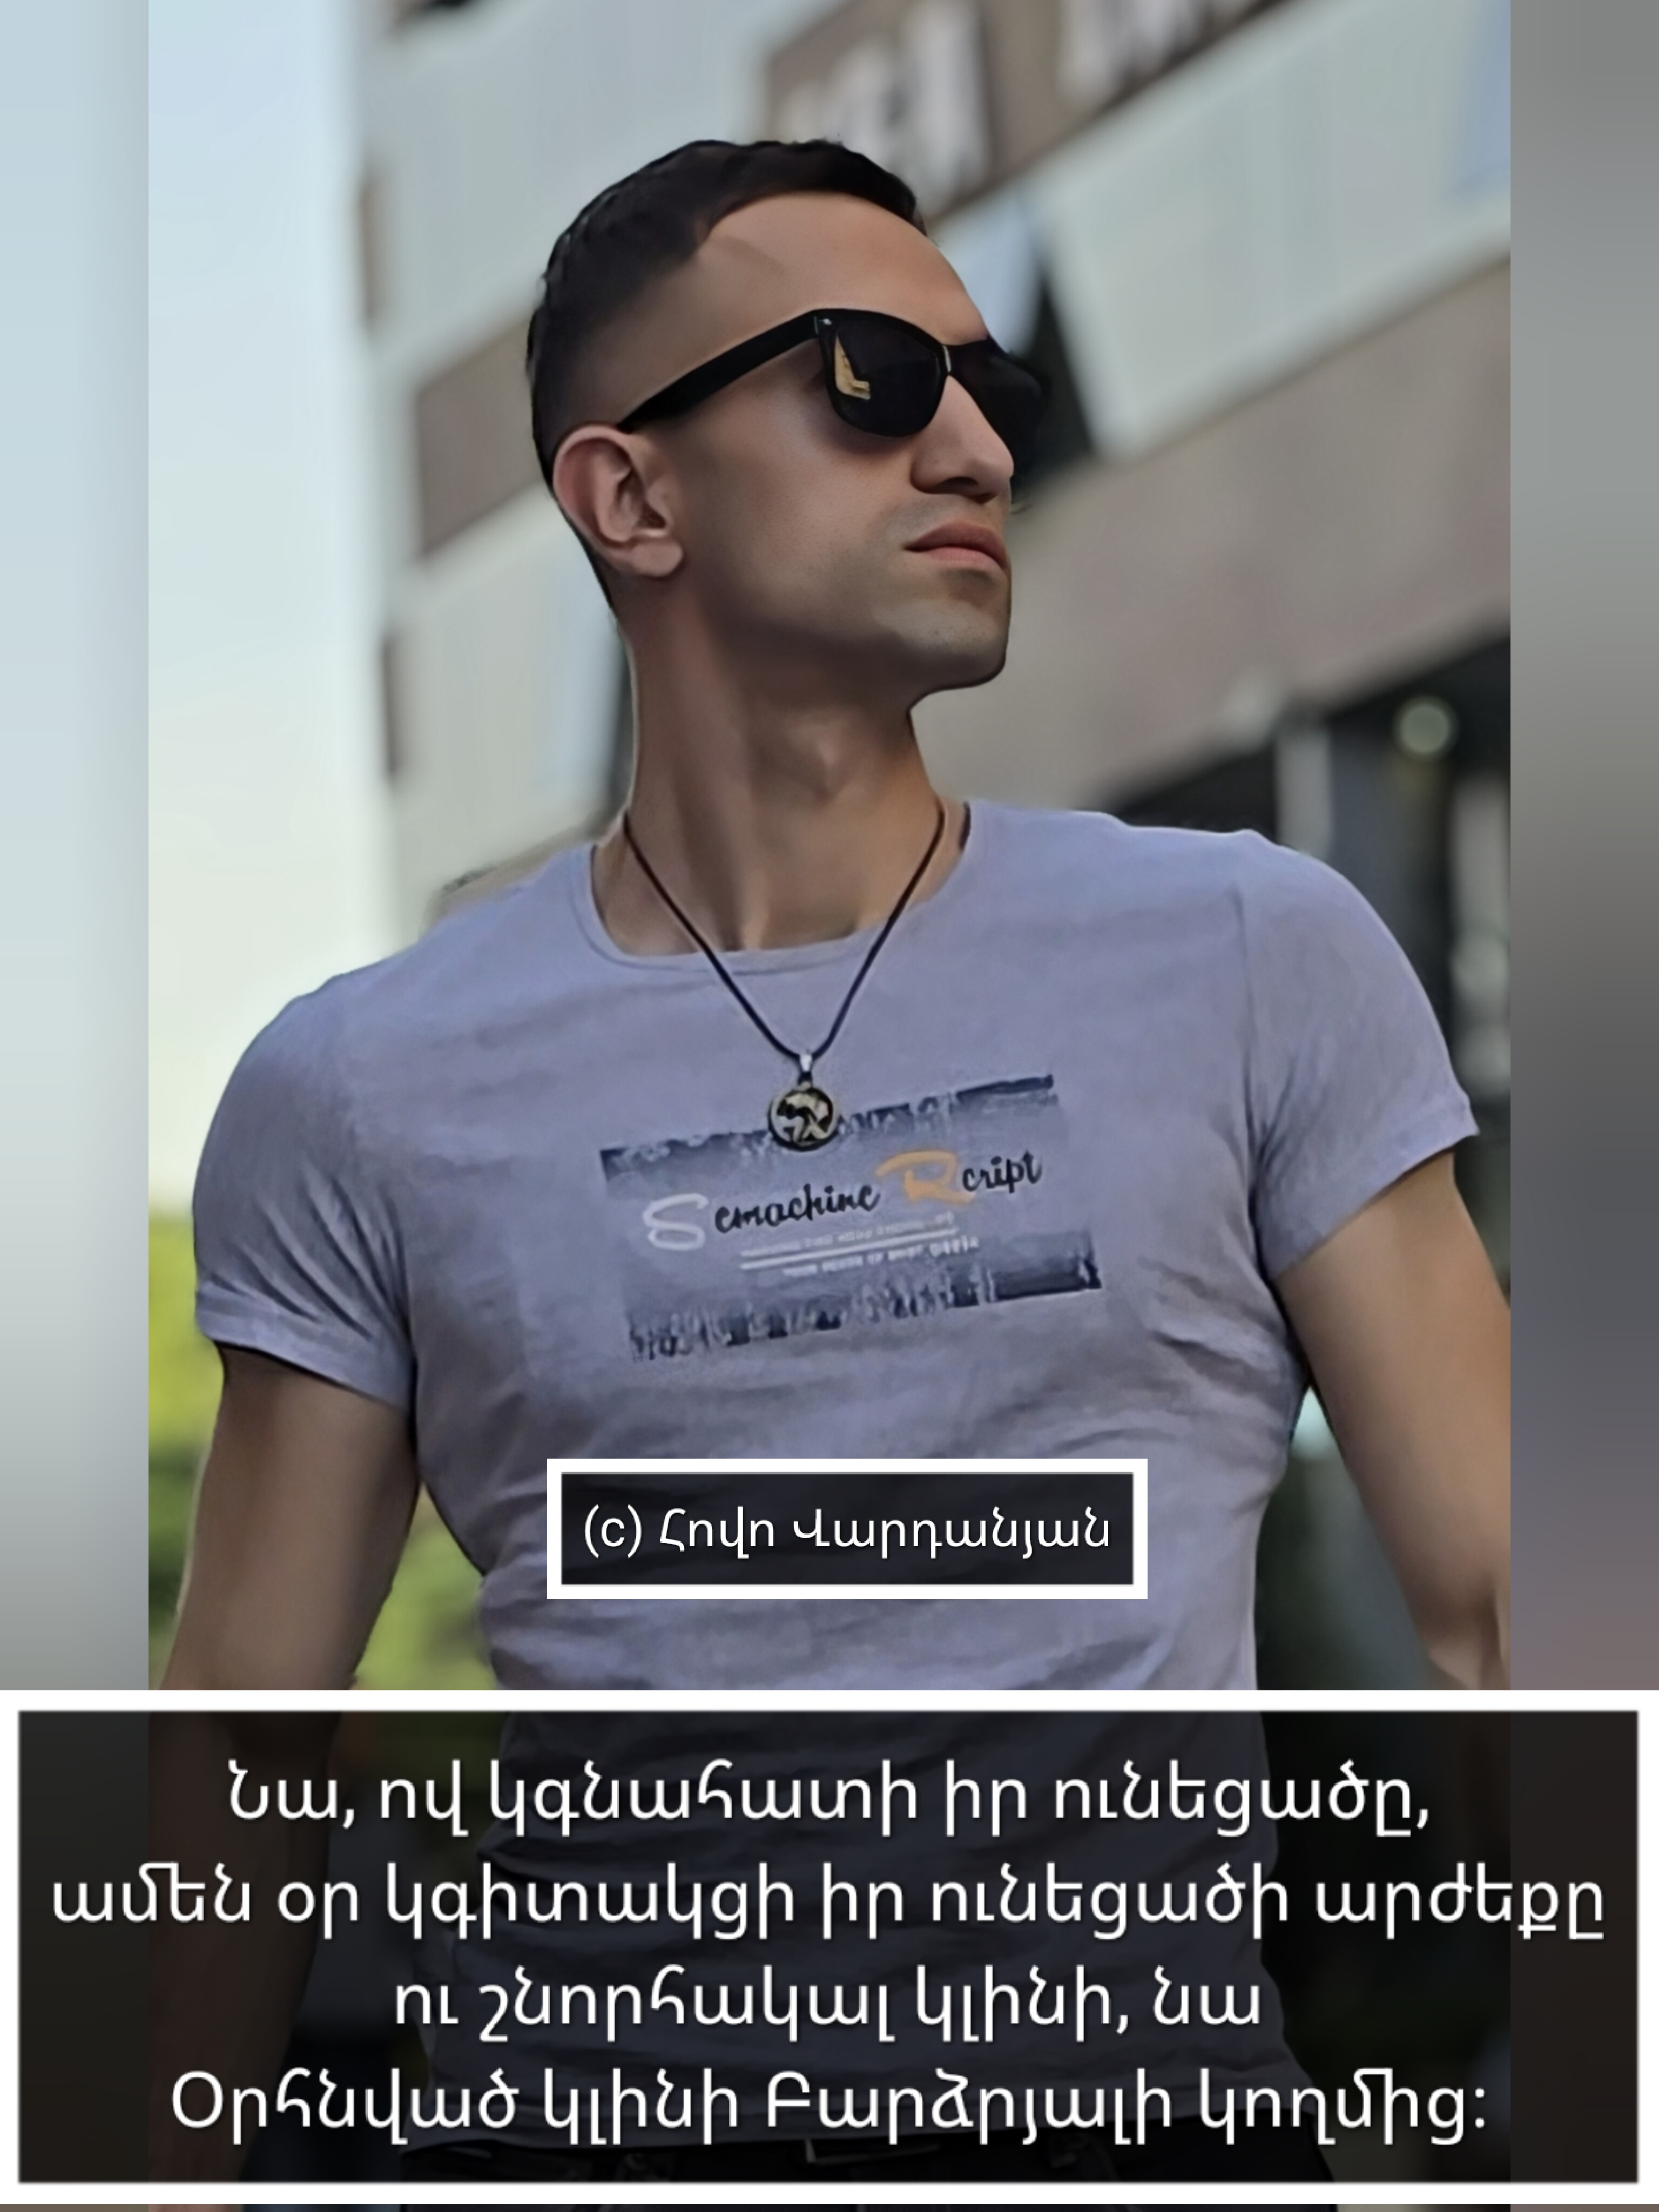 Semachine Rcript
(c) Հովո Վարդանյան
Նա, ով կգնահատի իր ունեցածը,
ամեն օր կգիտակցի իր ունեցածի արժեքը
ու շնորհակալ կլինի, նա
Օրհնված կլինի Բարձրյալի կողմից: